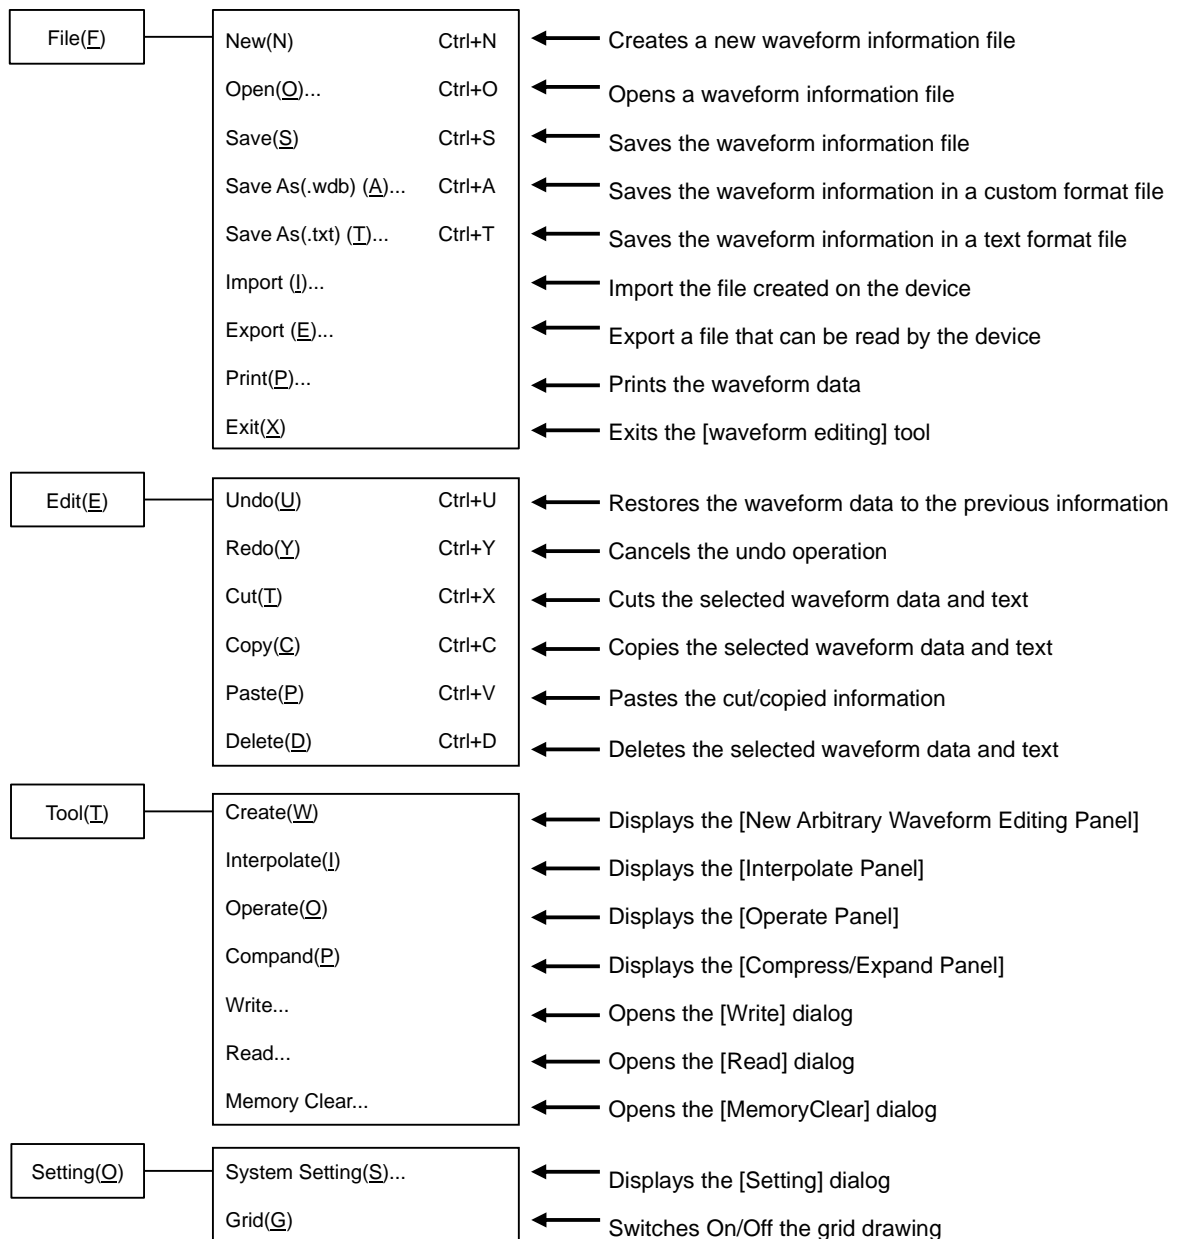 File(F)
New(N) Ctrl+N Creates a new waveform information file
Open(O)... Ctrl+O Opens a waveform information file
Save(S) Ctrl+S Saves the waveform information file
Save As(.wdb) (A)... Ctrl+A Saves the waveform information in a custom format file
Save As(.txt) (T)... Ctrl+T Saves the waveform information in a text format file
Import (I)... Import the file created on the device
Export (E)... Export a file that can be read by the device
Print(P)... Prints the waveform data
Exit(X) Exits the [waveform editing] tool
Edit(E)
Undo(U) Ctrl+U Restores the waveform data to the previous information
Redo(Y) Ctrl+Y Cancels the undo operation
Cut(T) Ctrl+X Cuts the selected waveform data and text
Copy(C) Ctrl+C Copies the selected waveform data and text
Paste(P) Ctrl+V Pastes the cut/copied information
Delete(D) Ctrl+D Deletes the selected waveform data and text
Tool(T)
Create(W) Displays the [New Arbitrary Waveform Editing Panel]
Interpolate(I) Displays the [Interpolate Panel]
Operate(O) Displays the [Operate Panel]
Compand(P) Displays the [Compress/Expand Panel]
Write... Opens the [Write] dialog
Read... Opens the [Read] dialog
Memory Clear... Opens the [MemoryClear] dialog
Setting(O)
System Setting(S)... Displays the [Setting] dialog
Grid(G) Switches On/Off the grid drawing